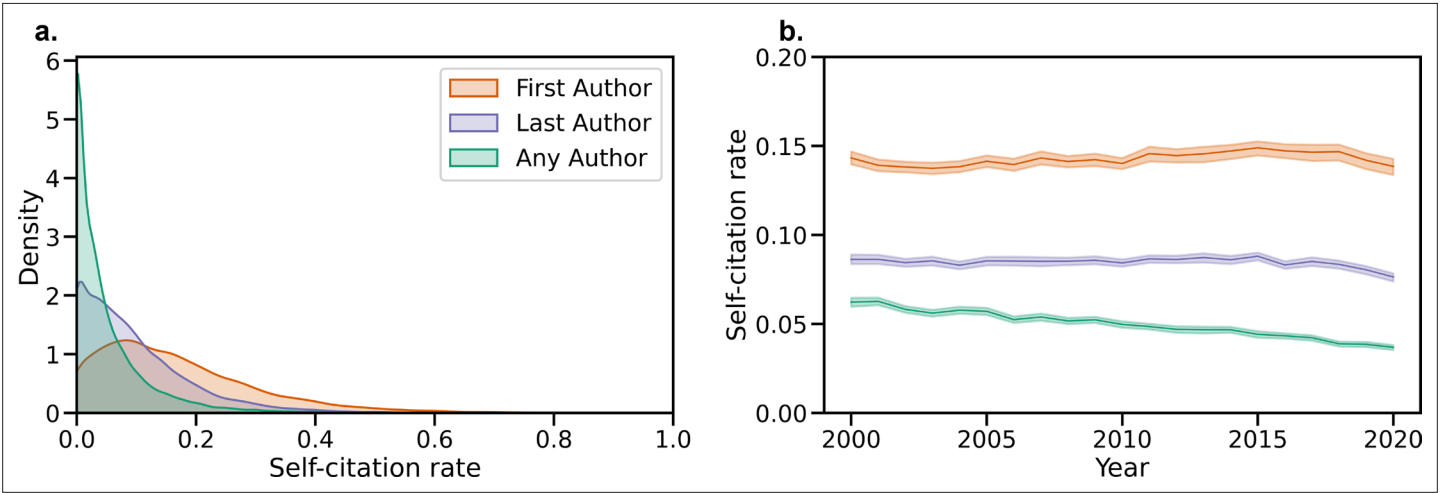 a.
Density
6
5
4
3
2
1
0
0.0 0.2 0.4 0.6 0.8 1.0
Self-citation rate
First Author
Last Author
Any Author
b.
Self-citation rate
0.20
0.15
0.10
0.05
0.00
2000 2005 2010 2015 2020
Year